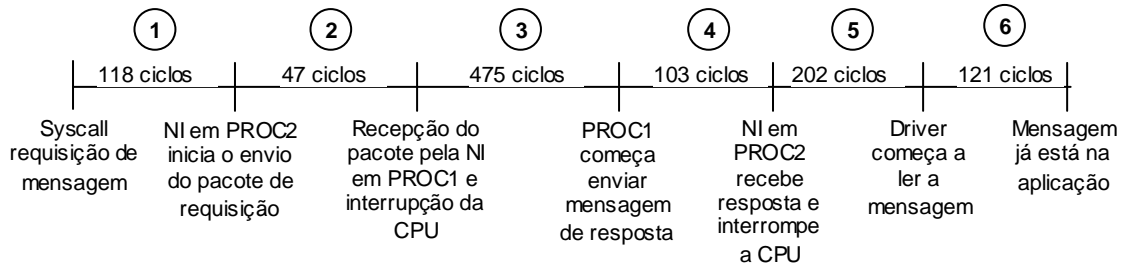 1
2
3
4
5
6
118 ciclos
47 ciclos
475 ciclos
103 ciclos
202 ciclos
121 ciclos
Syscall
requisição de
mensagem
NI em PROC2
inicia o envio
do pacote de
requisição
Recepção do
pacote pela NI
em PROC1 e
interrupção da
CPU
PROC1
começa
enviar
mensagem
de resposta
NI em
PROC2
recebe
resposta e
interrompe
a CPU
Driver
começa a
ler a
mensagem
Mensagem
já está na
aplicação